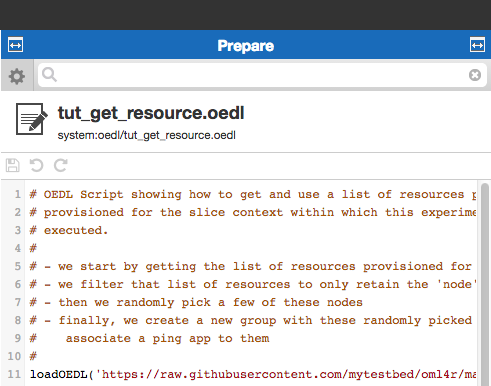 Prepare
tut_get_resource.oedl
system:oedl/tut_get_resource.oedl
1 # OEDL Script showing how to get and use a list of resources p
2 # provisioned for the slice context within which this experime
3 # executed.
4 #
5 # - we start by getting the list of resources provisioned for
6 # - we filter that list of resources to only retain the 'node'
7 # - then we randomly pick a few of these nodes
8 # - finally, we create a new group with these randomly picked
9 #    associate a ping app to them
10 #
11 loadOEDL('https://raw.githubusercontent.com/mytestbed/oml4r/ma